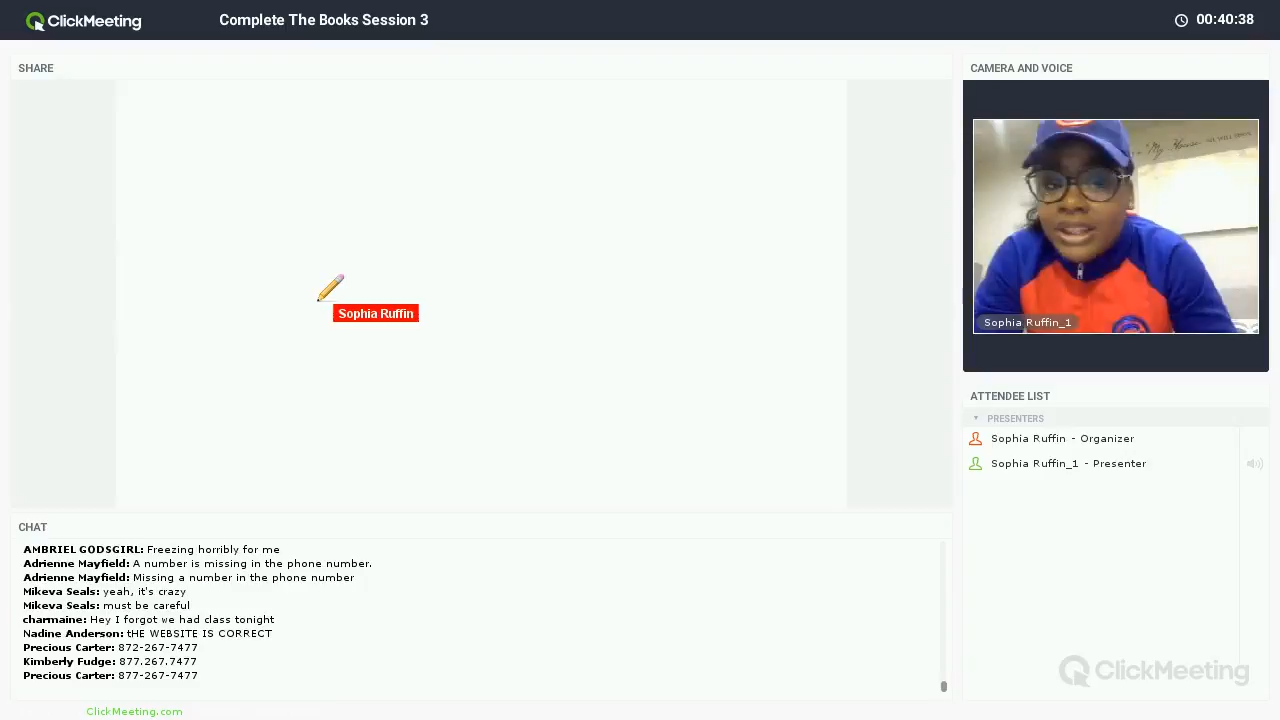 ClickMeeting
Complete The Books Session 3
00:40:38
SHARE
CAMERA AND VOICE
My House
Sophia Ruffin
Sophia Ruffin_1
ATTENDEE LIST
PRESENTERS
Sophia Ruffin - Organizer
Sophia Ruffin_1 - Presenter
CHAT
AMBRIEL GODSGIRL: Freezing horribly for me
Adrienne Mayfield: A number is missing in the phone number.
Adrienne Mayfield: Missing a number in the phone number
Mikeva Seals: yeah, it's crazy
Mikeva Seals: must be careful
charmaine: Hey I forgot we had class tonight
Nadine Anderson: tHE WEBSITE IS CORRECT
Precious Carter: 872-267-7477
Kimberly Fudge: 877.267.7477
Precious Carter: 877-267-7477
ClickMeeting
ClickMeeting.com